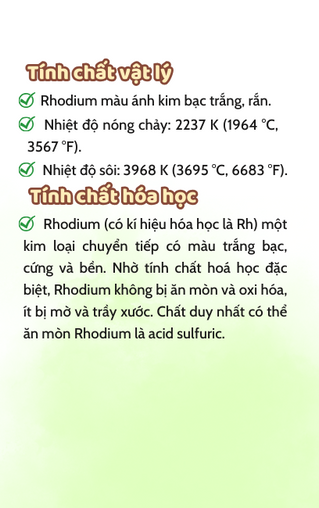 Tính chất vật lý
Rhodium màu ánh kim bạc trắng, rắn.
Nhiệt độ nóng chảy: 2237 K (1964 °C,
3567 °F).
Nhiệt độ sôi: 3968 K (3695 °C, 6683 °F).
Tính chất hóa học
Rhodium (có kí hiệu hóa học là Rh) một
kim loại chuyển tiếp có màu trắng bạc,
cứng và bền. Nhờ tính chất hoá học đặc
biệt, Rhodium không bị ăn mòn và oxi hóa,
ít bị mờ và trầy xước. Chất duy nhất có thể
ăn mòn Rhodium là acid sulfuric.